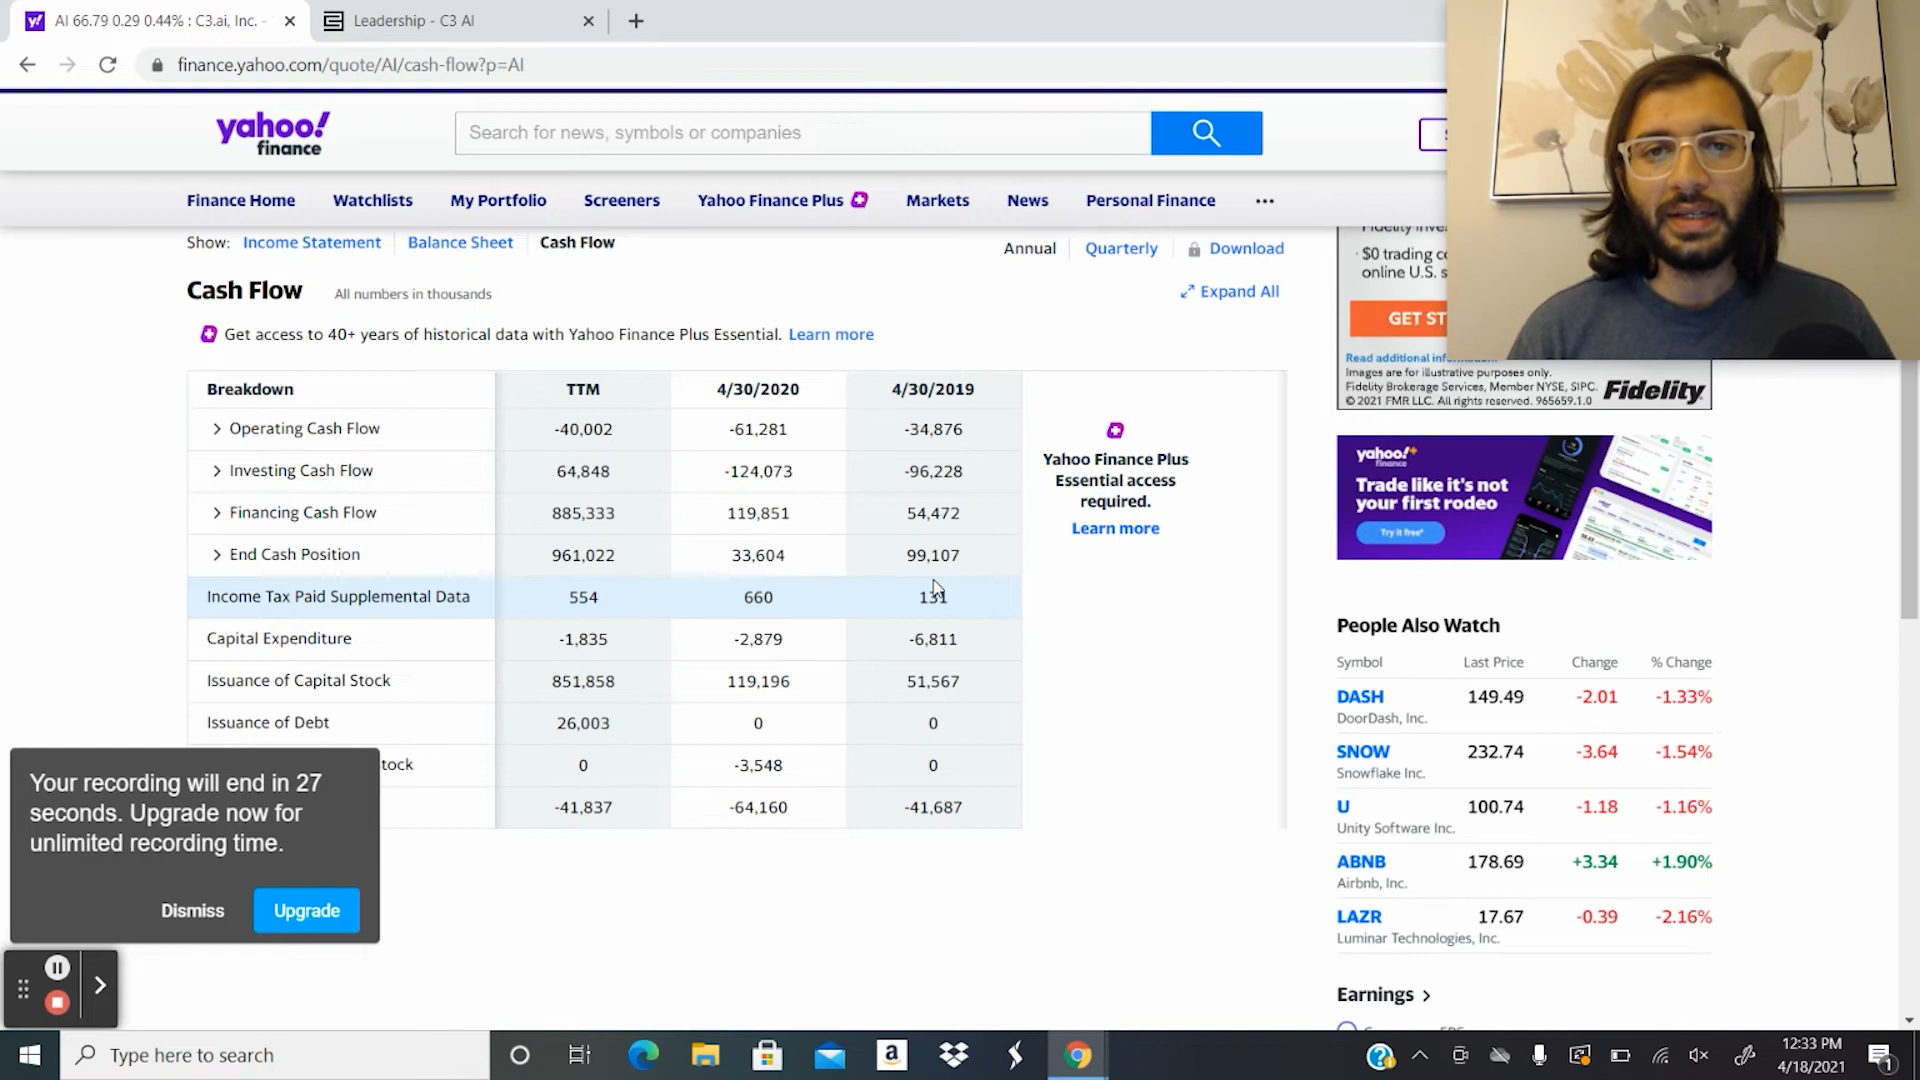 AI 66.79 0.29 0.44% : C3.ai, Inc. -
Leadership - C3 AI
finance.yahoo.com/quote/AI/cash-flow?p=AI
yahoo!
finance
Search for news, symbols or companies
Finance Home
Watchlists
My Portfolio
Screeners
Yahoo Finance Plus
Markets
News
Personal Finance
Show:
Income Statement
Balance Sheet
Cash Flow
Annual
Quarterly
Download
Cash Flow
All numbers in thousands
Expand All
Get access to 40+ years of historical data with Yahoo Finance Plus Essential. Learn more
Breakdown TTM 4/30/2020 4/30/2019
Operating Cash Flow -40,002 -61,281 -34,876
Investing Cash Flow 64,848 -124,073 -96,228
Financing Cash Flow 885,333 119,851 54,472
End Cash Position 961,022 33,604 99,107
Income Tax Paid Supplemental Data 554 660 131
Capital Expenditure -1,835 -2,879 -6,811
Issuance of Capital Stock 851,858 119,196 51,567
Issuance of Debt 26,003 0 0
tock 0 -3,548 0
-41,837 -64,160 -41,687
Yahoo Finance Plus
Essential access
required.
Learn more
$0 trading
online U.S. s
GET ST
Read additional
Images are for illustrative purposes only.
Fidelity Brokerage Services, Member NYSE, SIPC.
© 2021 FMR LLC. All rights reserved. 965659.1.0
Fidelity
yahoo!+
finance
Trade like it's not
your first rodeo
Try it free*
People Also Watch
Symbol Last Price Change % Change
DASH 149.49 -2.01 -1.33%
DoorDash, Inc.
SNOW 232.74 -3.64 -1.54%
Snowflake Inc.
U 100.74 -1.18 -1.16%
Unity Software Inc.
ABNB 178.69 +3.34 +1.90%
Airbnb, Inc.
LAZR 17.67 -0.39 -2.16%
Luminar Technologies, Inc.
Earnings
Your recording will end in 27
seconds. Upgrade now for
unlimited recording time.
Dismiss
Upgrade
Type here to search
12:33 PM
4/18/2021
1